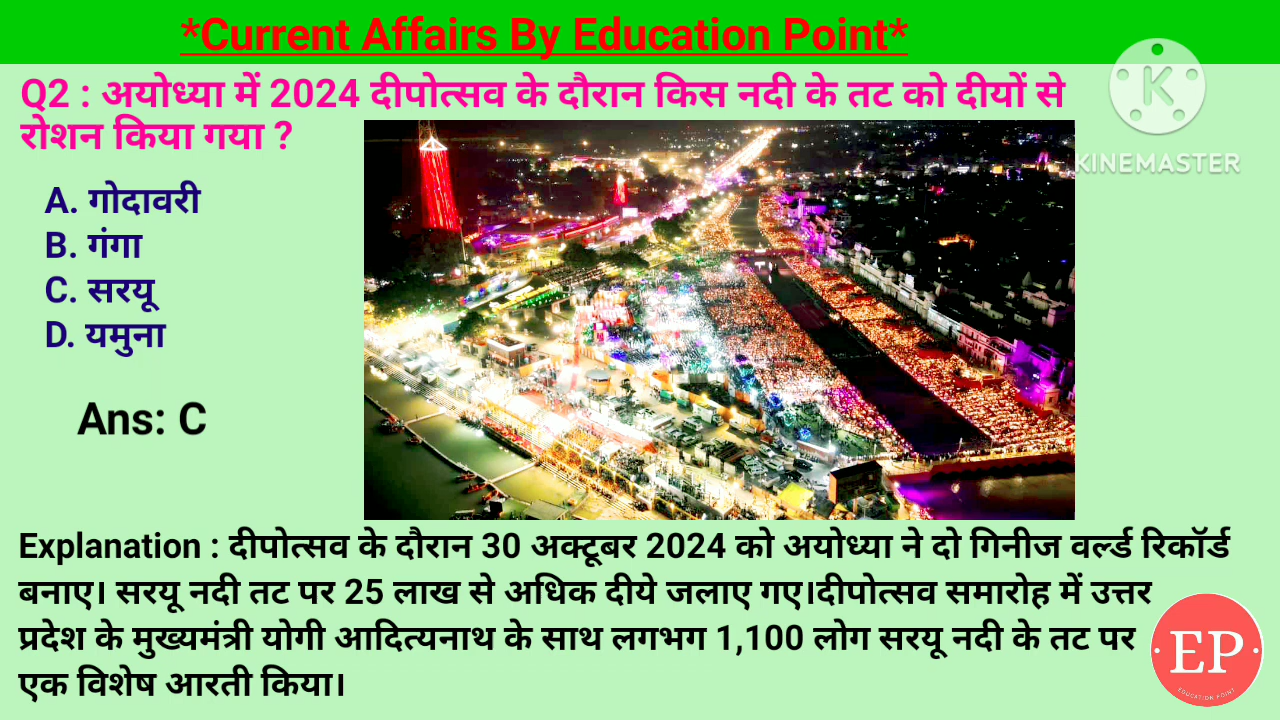 *Current Affairs By Education Point*
Q2 : अयोध्या में 2024 दीपोत्सव के दौरान किस नदी के तट को दीयों से
रोशन किया गया ?
K
KINEMASTER
A. गोदावरी
B. गंगा
C. सरयू
D. यमुना
Ans: C
Explanation : दीपोत्सव के दौरान 30 अक्टूबर 2024 को अयोध्या ने दो गिनीज वर्ल्ड रिकॉर्ड
बनाए। सरयू नदी तट पर 25 लाख से अधिक दीये जलाए गए।दीपोत्सव समारोह में उत्तर
प्रदेश के मुख्यमंत्री योगी आदित्यनाथ के साथ लगभग 1,100 लोग सरयू नदी के तट पर
एक विशेष आरती किया।
EP
EDUCATION POINT